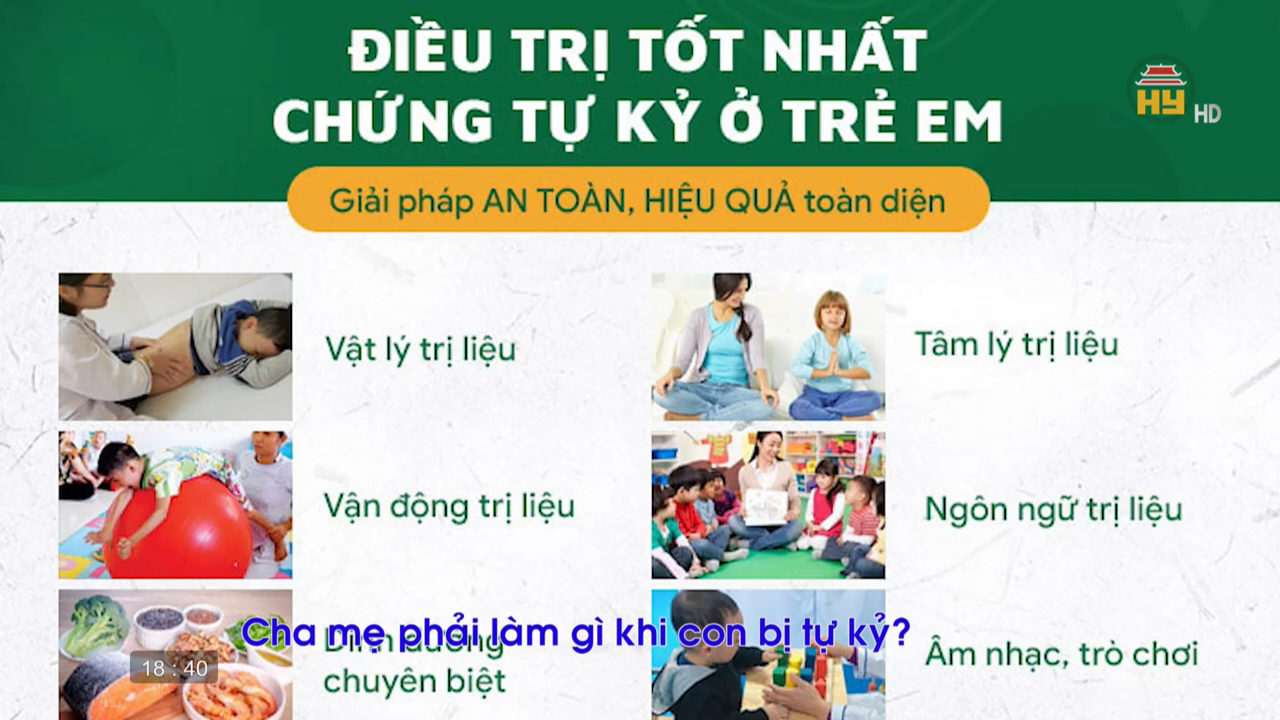 ĐIỀU TRỊ TỐT NHẤT
CHỨNG TỰ KỶ Ở TRẺ EM
HY HD
Giải pháp AN TOÀN, HIỆU QUẢ toàn diện
Vật lý trị liệu
Tâm lý trị liệu
Vận động trị liệu
Ngôn ngữ trị liệu
Cha mẹ phải làm gì khi con bị tự kỷ?
chuyên biệt
Âm nhạc, trò chơi
18 : 40